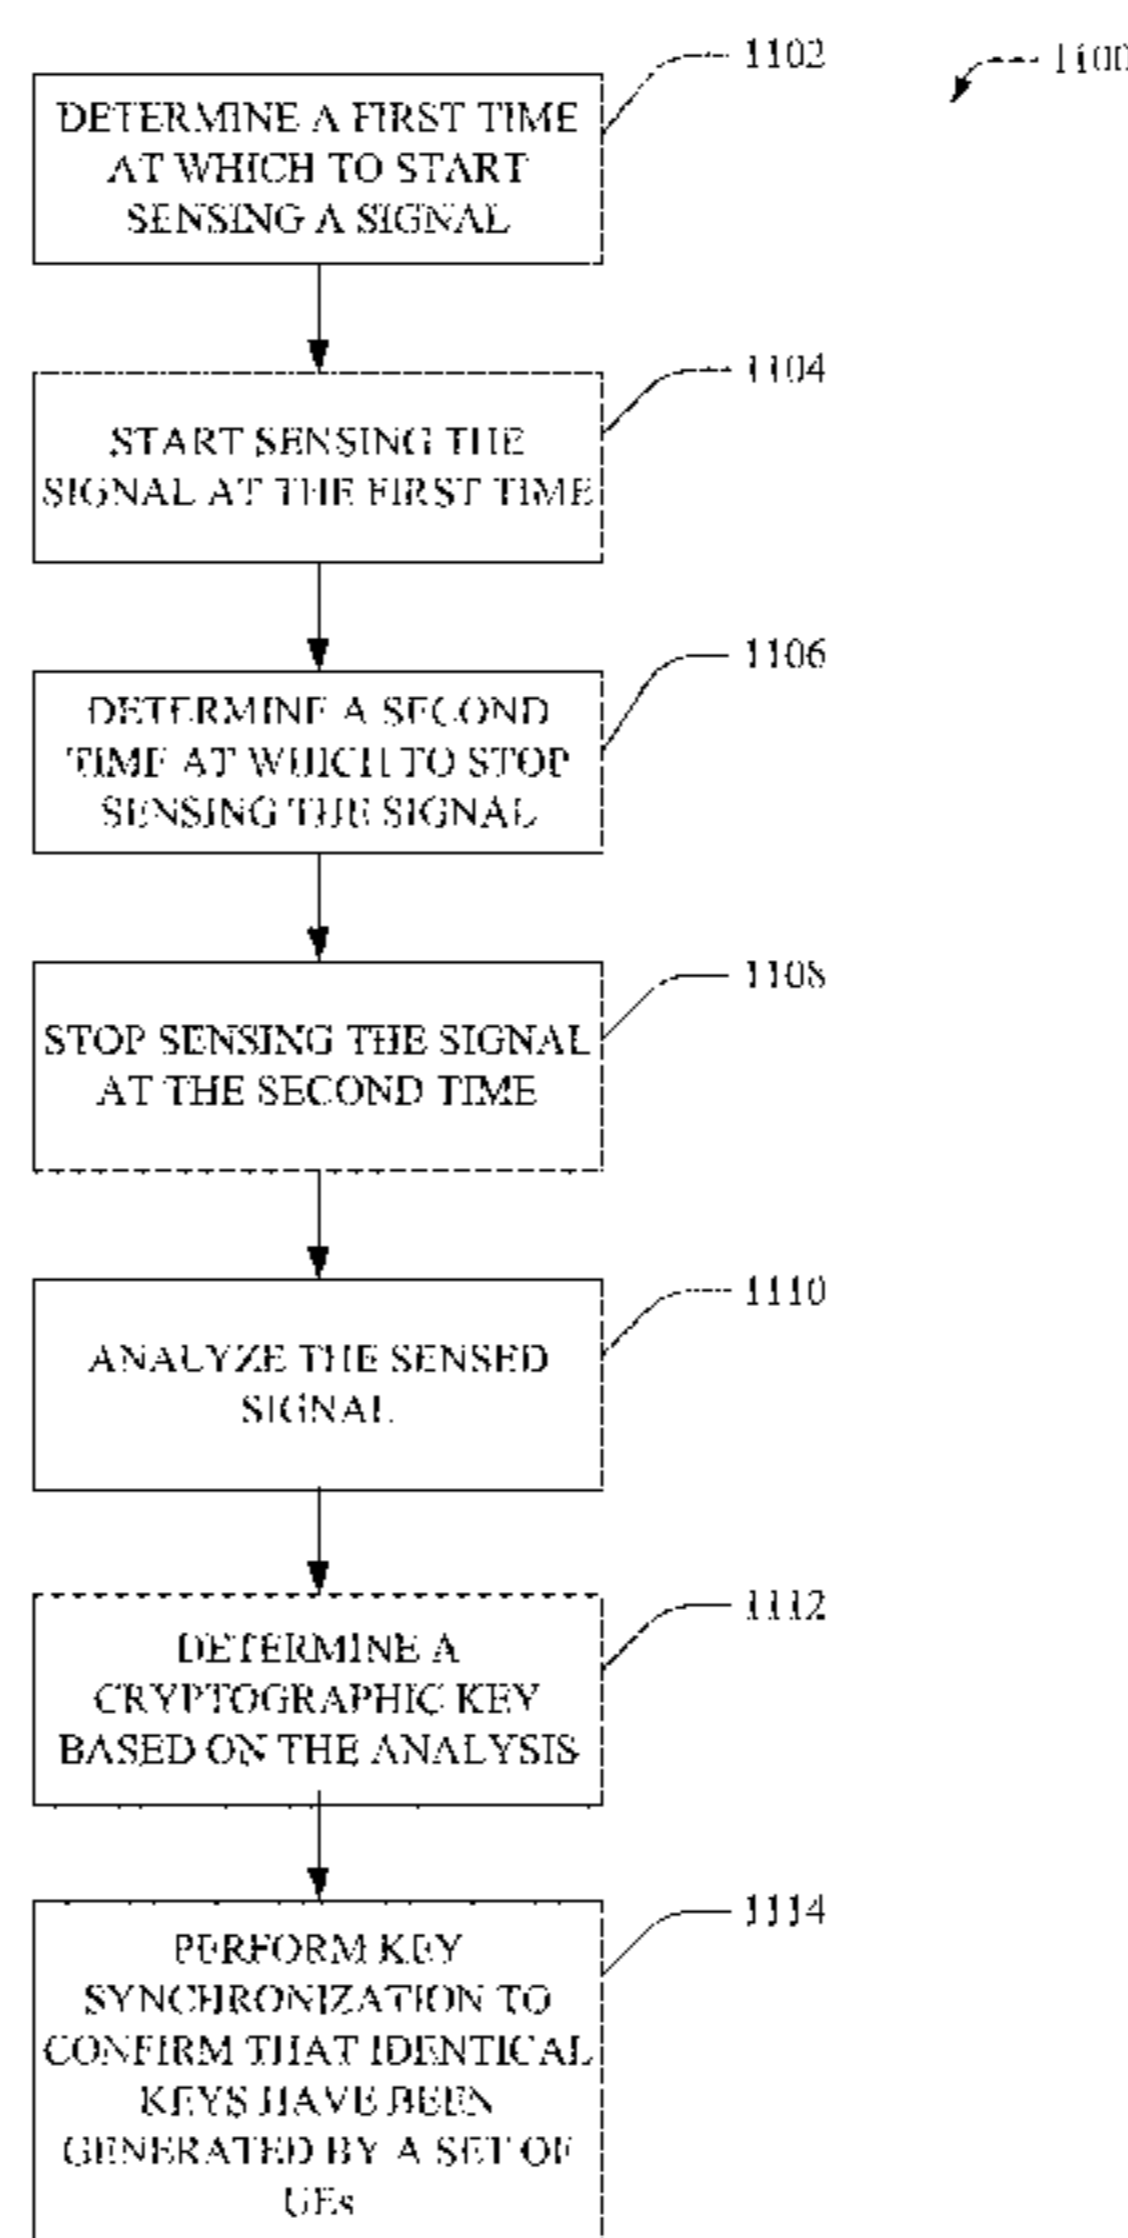 1102
1100
DETERMINE A FIRST TIME
AT WHICH TO START
SENSING A SIGNAL
1104
START SENSING THE
SIGNAL AT THE FIRST TIME
1106
DETERMINE A SECOND
TIME AT WHICH TO STOP
SENSING THE SIGNAL
1108
STOP SENSING THE SIGNAL
AT THE SECOND TIME
1110
ANALYZE THE SENSED
SIGNAL
1112
DETERMINE A
CRYPTOGRAPHIC KEY
BASED ON THE ANALYSIS
1114
PERFORM KEY
SYNCHRONIZATION TO
CONFIRM THAT IDENTICAL
KEYS HAVE BEEN
GENERATED BY A SET OF
UEs